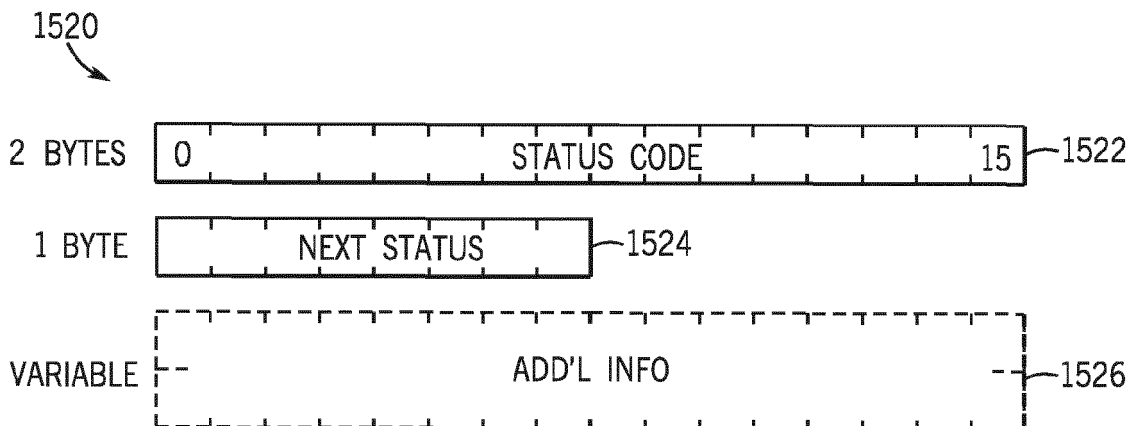 1520
2 BYTES 0 STATUS CODE 15 1522
1 BYTE NEXT STATUS 1524
VARIABLE ADD'L INFO 1526